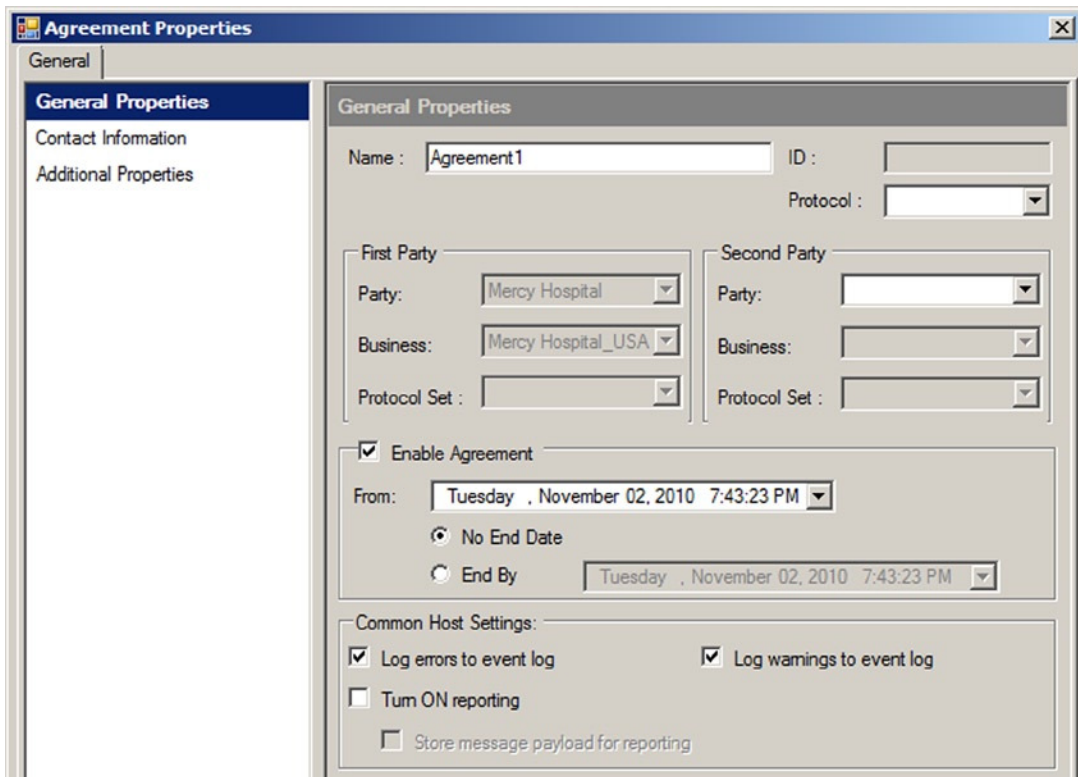 Agreement Properties
General
General Properties
Contact Information
Additional Properties
General Properties
Name : Agreement1 ID :
Protocol :
First Party
Party: Mercy Hospital
Business: Mercy Hospital_USA
Protocol Set :
Second Party
Party:
Business:
Protocol Set :
Enable Agreement
From: Tuesday , November 02, 2010 7:43:23 PM
No End Date
End By Tuesday , November 02, 2010 7:43:23 PM
Common Host Settings:
Log errors to event log Log warnings to event log
Turn ON reporting
Store message payload for reporting